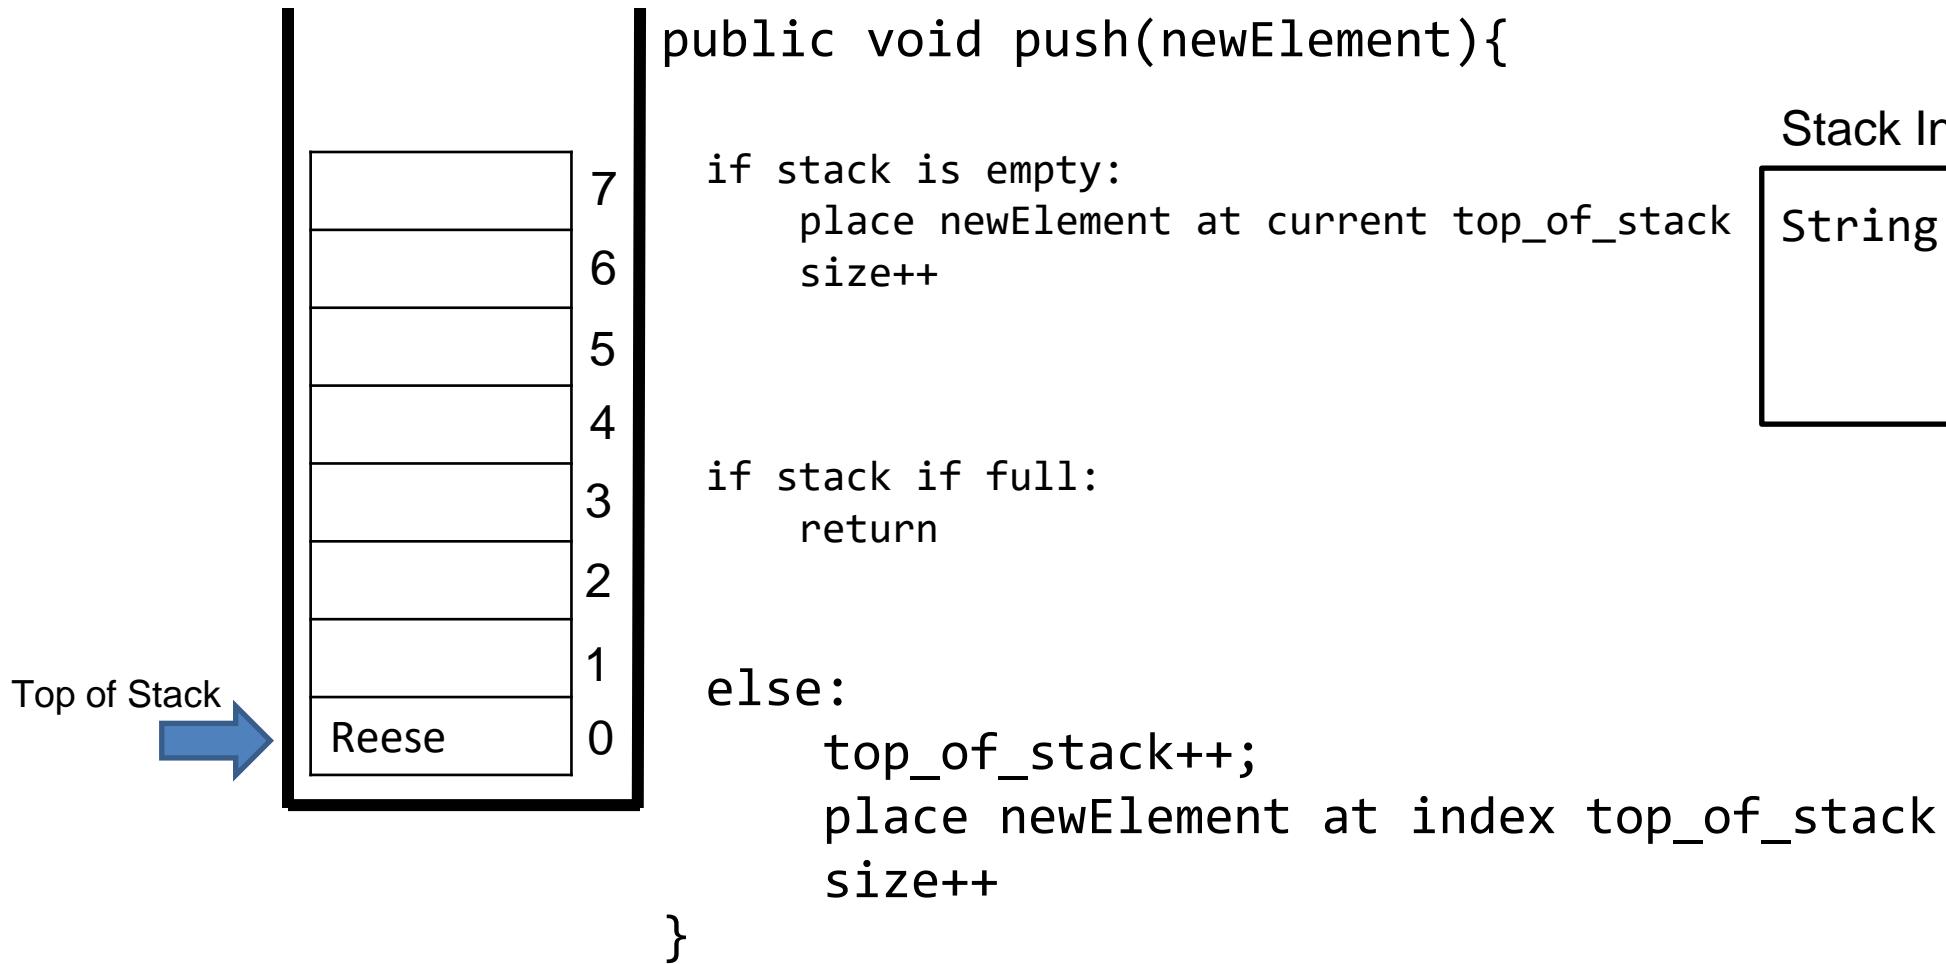 public void push(newElement){
Stack In
if stack is empty:
place newElement at current top_of_stack
size++
String
7
6
5
4
3
2
1
0
if stack if full:
return
Top of Stack
Reese
else:
top_of_stack++;
place newElement at index top_of_stack
size++
}